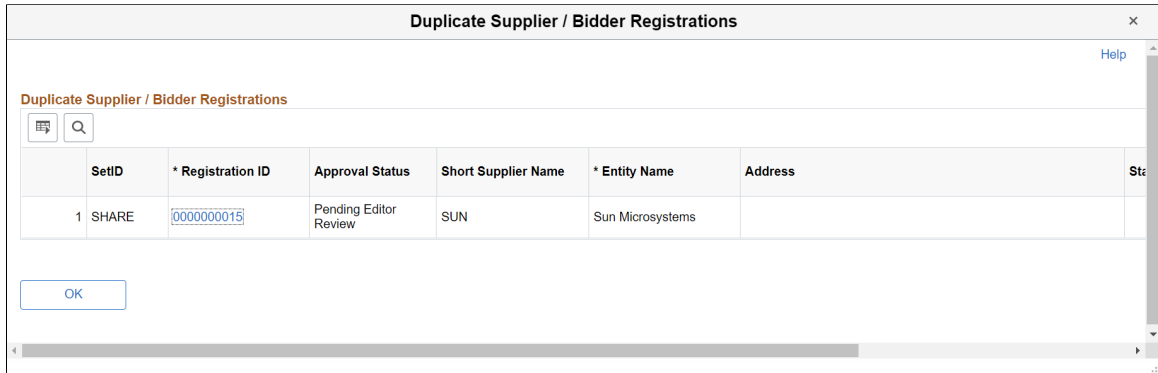 Duplicate Supplier / Bidder Registrations
×
Help
Duplicate Supplier / Bidder Registrations
SetID * Registration ID Approval Status Short Supplier Name * Entity Name Address Sta
1 SHARE 0000000015 Pending Editor Review SUN Sun Microsystems
OK